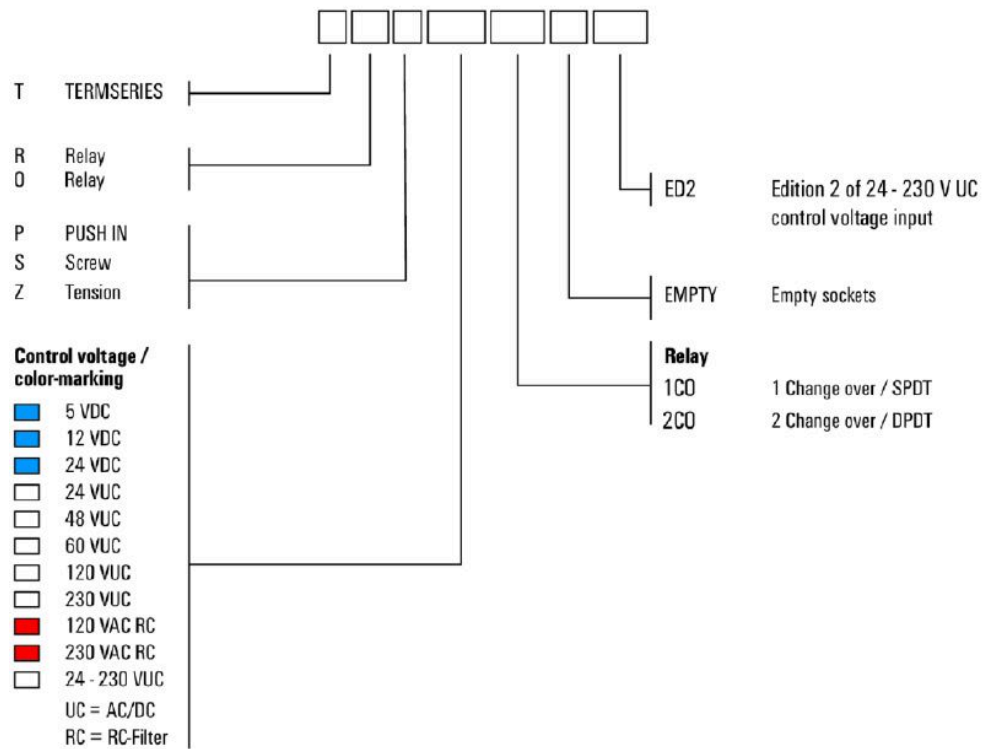 T TERMSERIES
R Relay
O Relay
P PUSH IN
S Screw
Z Tension
Control voltage /
color-marking
5 VDC
12 VDC
24 VDC
24 VUC
48 VUC
60 VUC
120 VUC
230 VUC
120 VAC RC
230 VAC RC
24 - 230 VUC
UC = AC/DC
RC = RC-Filter
ED2 Edition 2 of 24 - 230 V UC
control voltage input
EMPTY Empty sockets
Relay
1CO 1 Change over / SPDT
2CO 2 Change over / DPDT